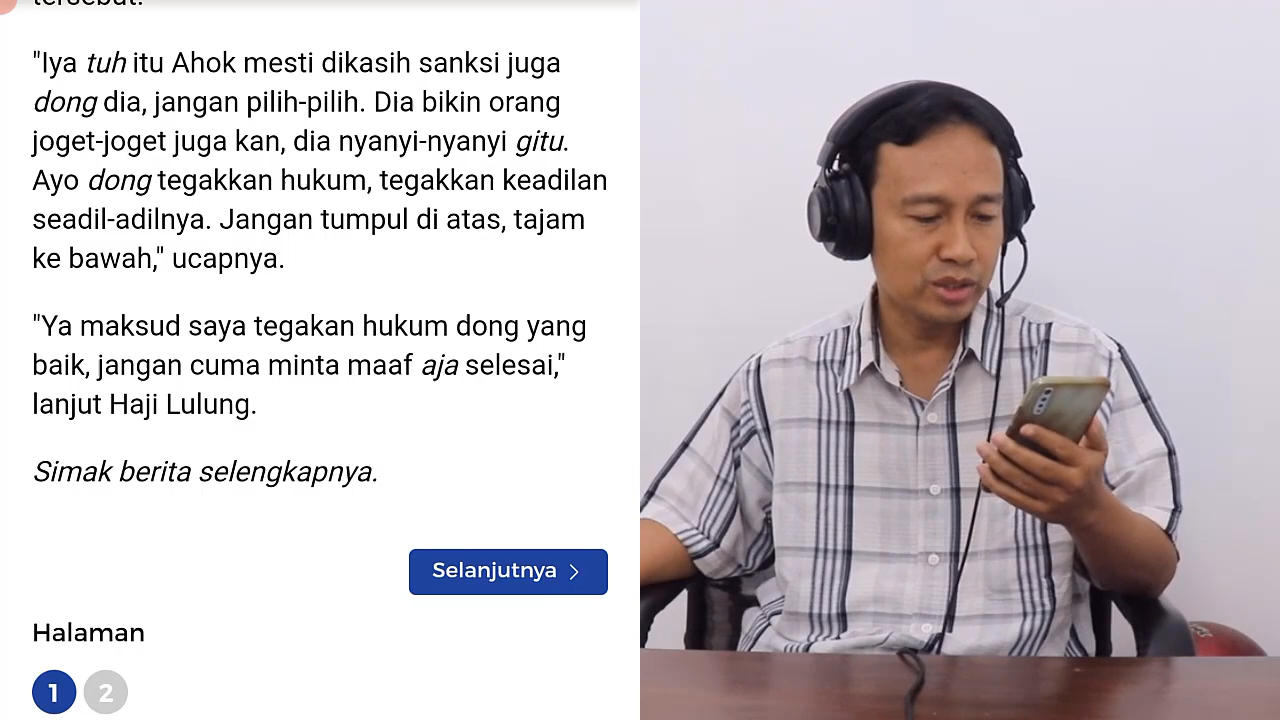 tersebut.
"Iya tuh itu Ahok mesti dikasih sanksi juga
dong dia, jangan pilih-pilih. Dia bikin orang
joget-joget juga kan, dia nyanyi-nyanyi gitu.
Ayo dong tegakkan hukum, tegakkan keadilan
seadil-adilnya. Jangan tumpul di atas, tajam
ke bawah," ucapnya.
"Ya maksud saya tegakan hukum dong yang
baik, jangan cuma minta maaf aja selesai,"
lanjut Haji Lulung.
Simak berita selengkapnya.
Selanjutnya >
Halaman
1 2